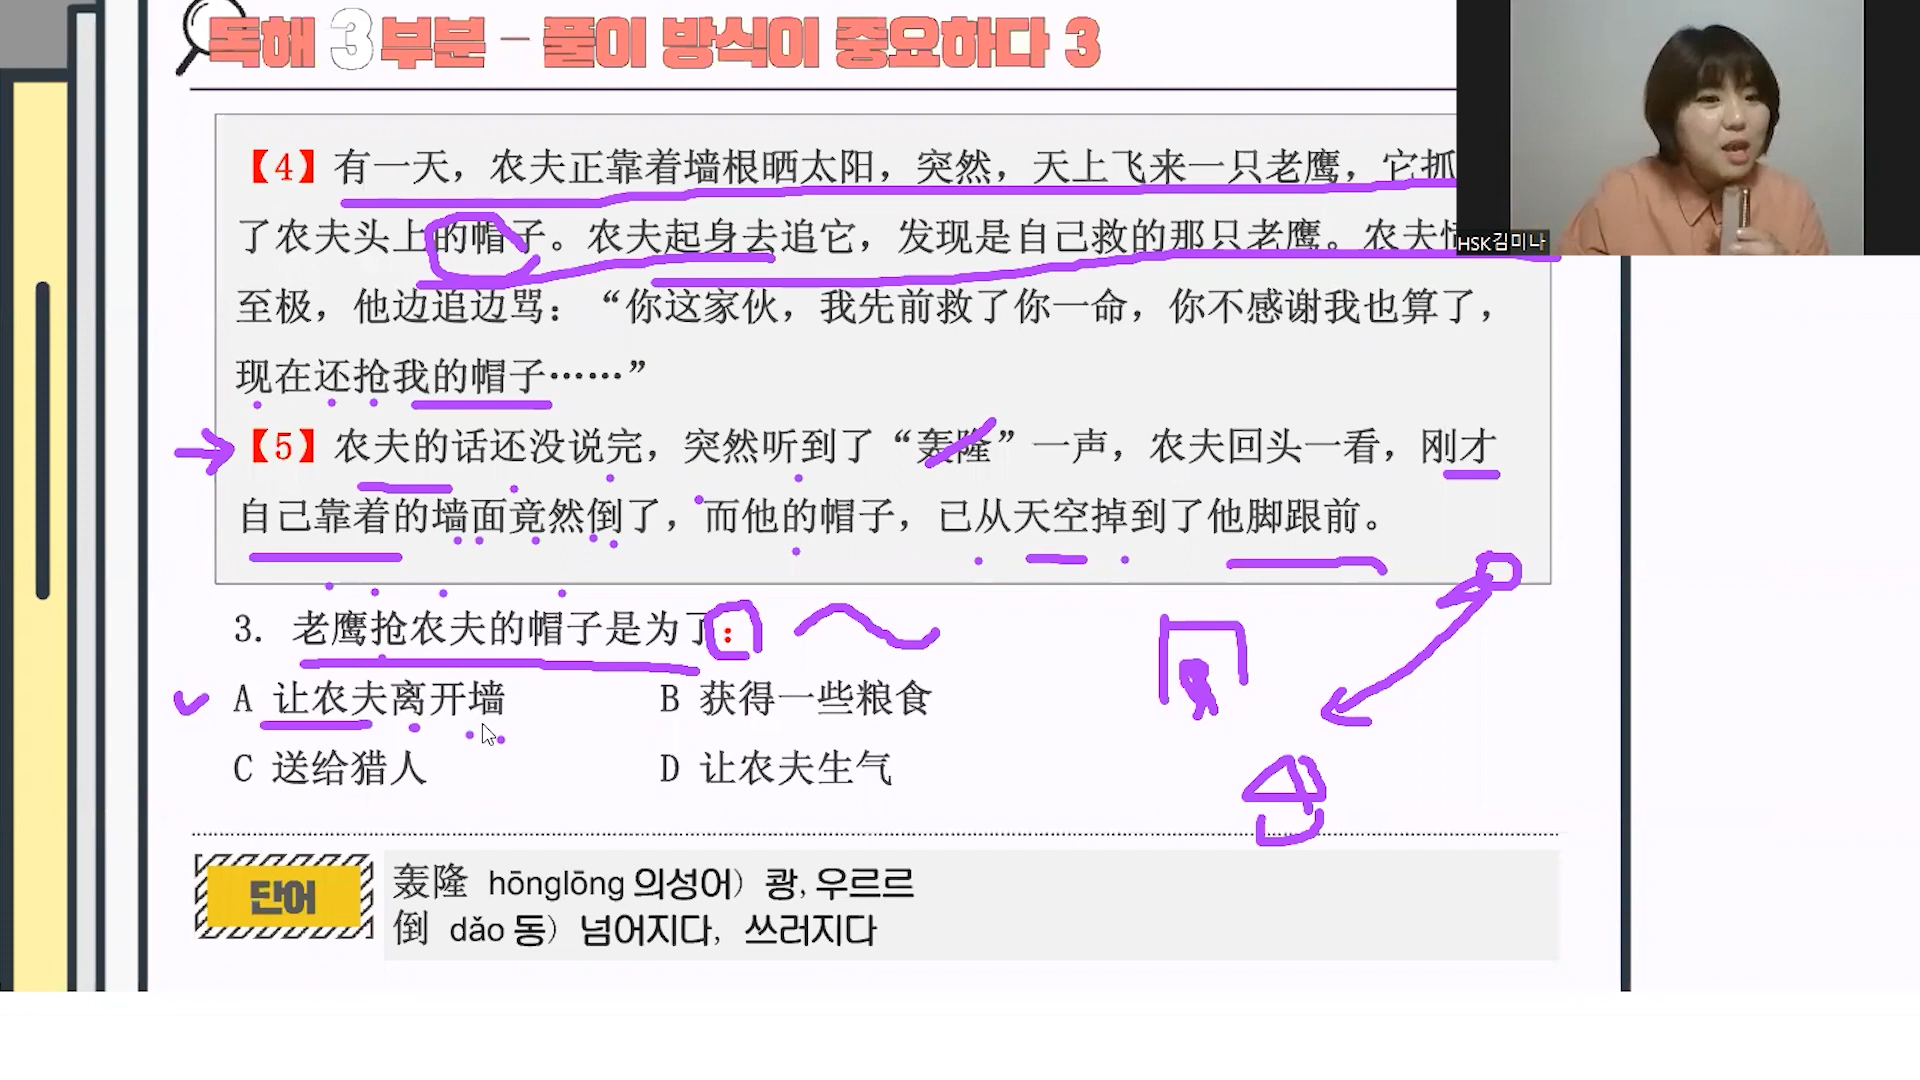 독해 3 부분 - 풀이 방식이 중요하다 3
【4】有一天，农夫正靠着墙根晒太阳，突然，天上飞来一只老鹰，它抓
了农夫头上的帽子。农夫起身去追它，发现是自己救的那只老鹰。农夫
HSK김미나
至极，他边追边骂：“你这家伙，我先前救了你一命，你不感谢我也算了，
现在还抢我的帽子……”
【5】农夫的话还没说完，突然听到了“轰隆”一声，农夫回头一看，刚才
自己靠着的墙面竟然倒了，而他的帽子，已从天空掉到了他脚跟前。
3. 老鹰抢农夫的帽子是为了：
A 让农夫离开墙 B 获得一些粮食
C 送给猎人 D 让农夫生气
단어
轰隆 hōnglōng 의성어) 쾅, 우르르
倒 dǎo 동) 넘어지다, 쓰러지다